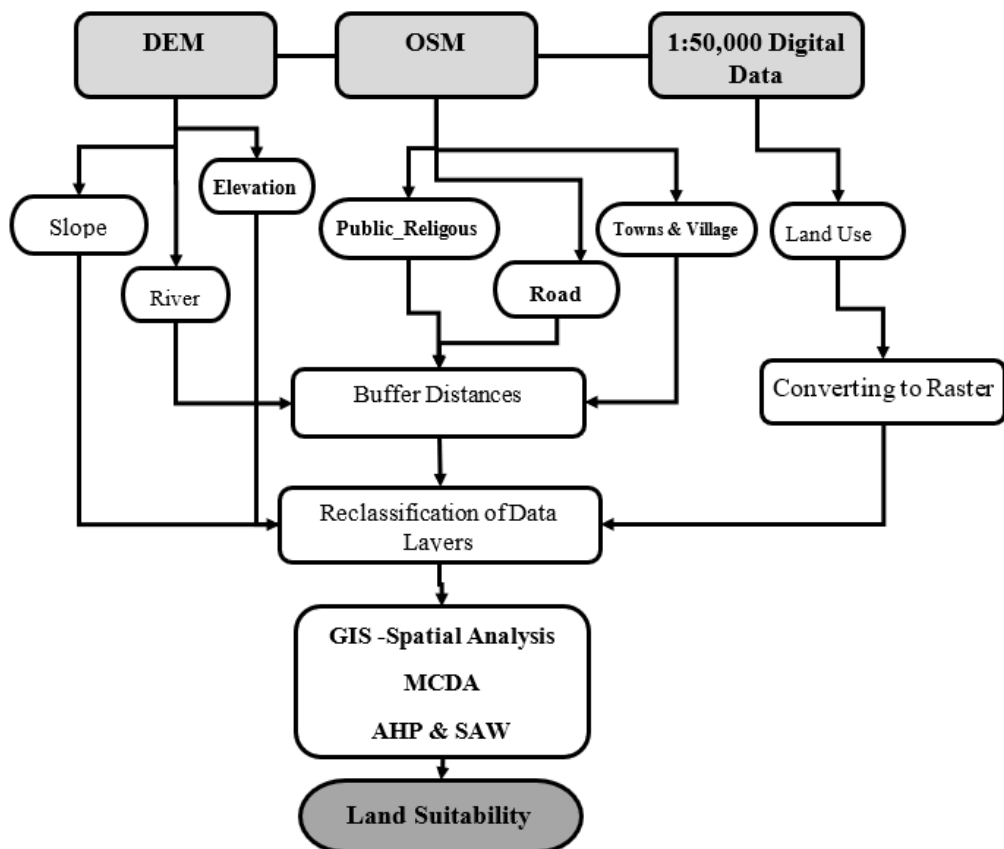 DEM
OSM
1:50,000 Digital
Data
Elevation
Slope
Public_Religous
Towns & Village
Land Use
River
Road
Buffer Distances
Converting to Raster
Reclassification of Data
Layers
GIS -Spatial Analysis
MCDA
AHP & SAW
Land Suitability